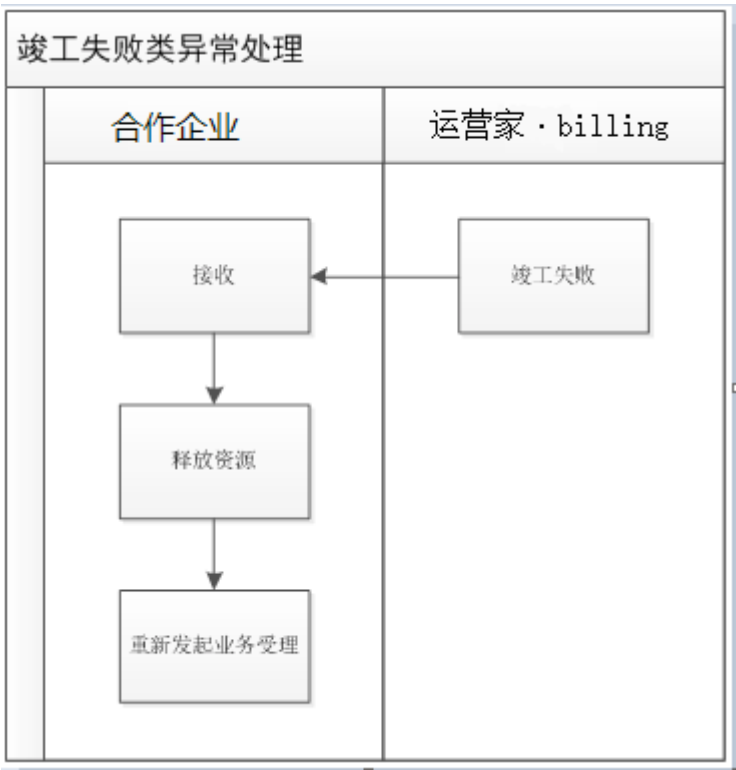 竣工失败类异常处理
合作企业
运营家·billing
接收
竣工失败
释放资源
重新发起业务受理